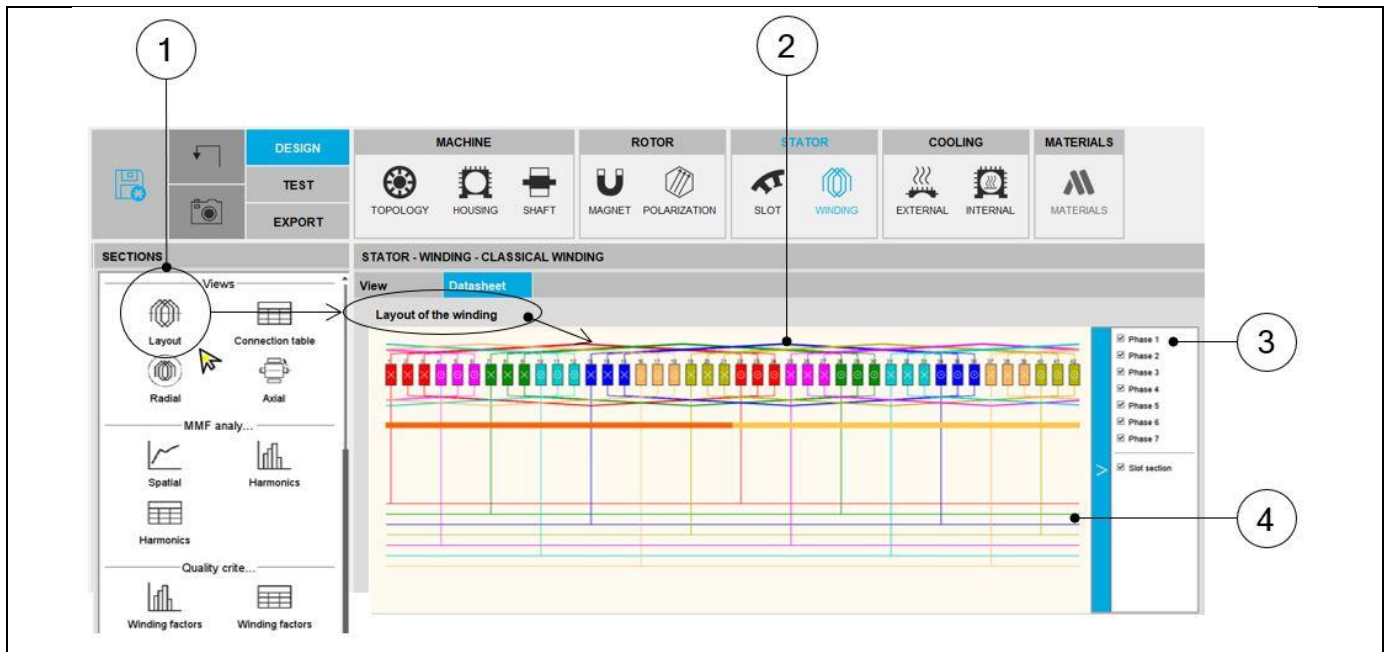 1
2
DESIGN
TEST
EXPORT
MACHINE
TOPOLOGY HOUSING SHAFT
ROTOR
MAGNET POLARIZATION
STATOR
SLOT WINDING
COOLING
EXTERNAL INTERNAL
MATERIALS
MATERIALS
SECTIONS
Views
Layout Connection table
Radial Axial
MMF analy...
Spatial Harmonics
Harmonics
Quality crite...
Winding factors Winding factors
STATOR - WINDING - CLASSICAL WINDING
View Datasheet
Layout of the winding
>
Phase 1
Phase 2
Phase 3
Phase 4
Phase 5
Phase 6
Phase 7
Slot section
3
4